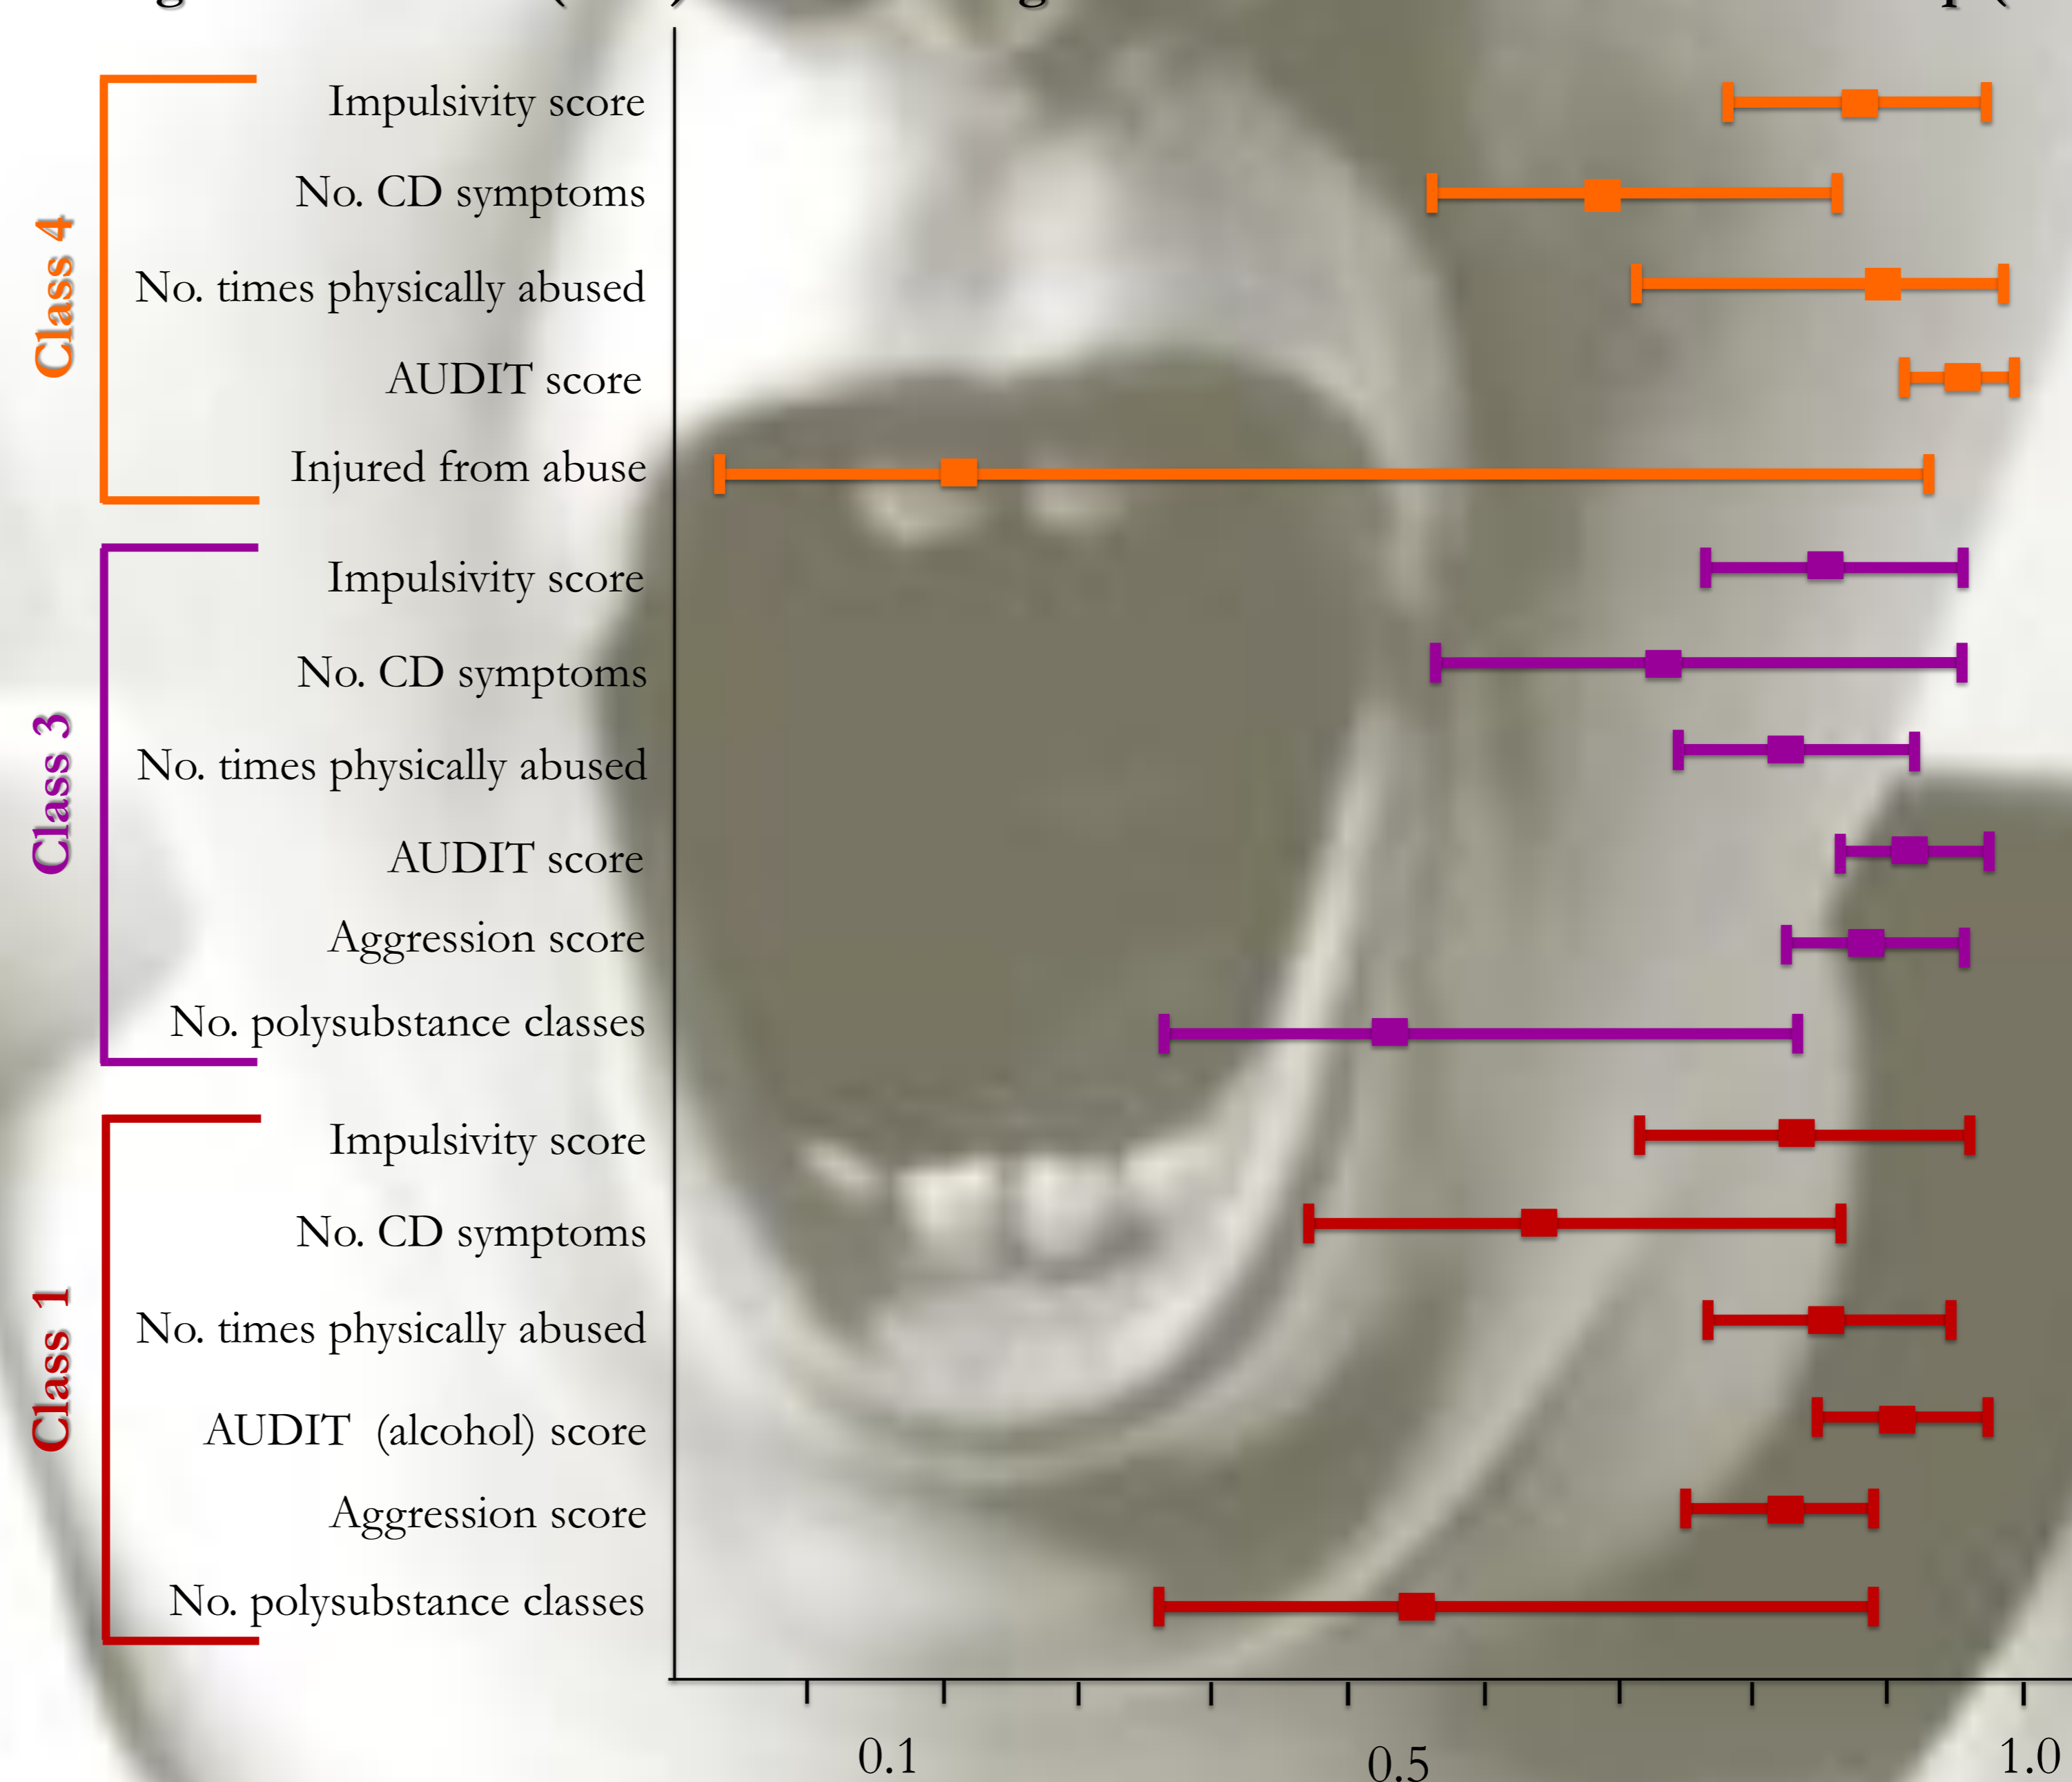 Class 4
Impulsivity score
No. CD symptoms
No. times physically abused
AUDIT score
Injured from abuse
Class 3
Impulsivity score
No. CD symptoms
No. times physically abused
AUDIT score
Aggression score
No. polysubstance classes
Class 1
Impulsivity score
No. CD symptoms
No. times physically abused
AUDIT (alcohol) score
Aggression score
No. polysubstance classes
0.1 0.5 1.0